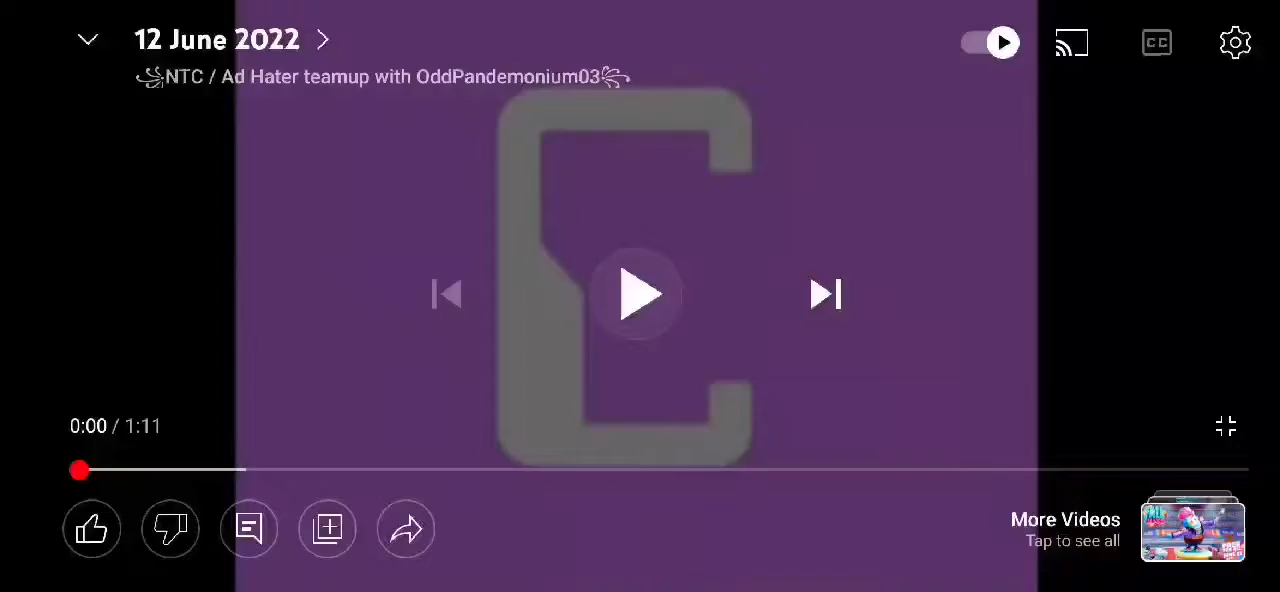 12 June 2022
꧁NTC / Ad Hater teamup with OddPandemonium03꧂
CC
0:00 / 1:11
More Videos
Tap to see all